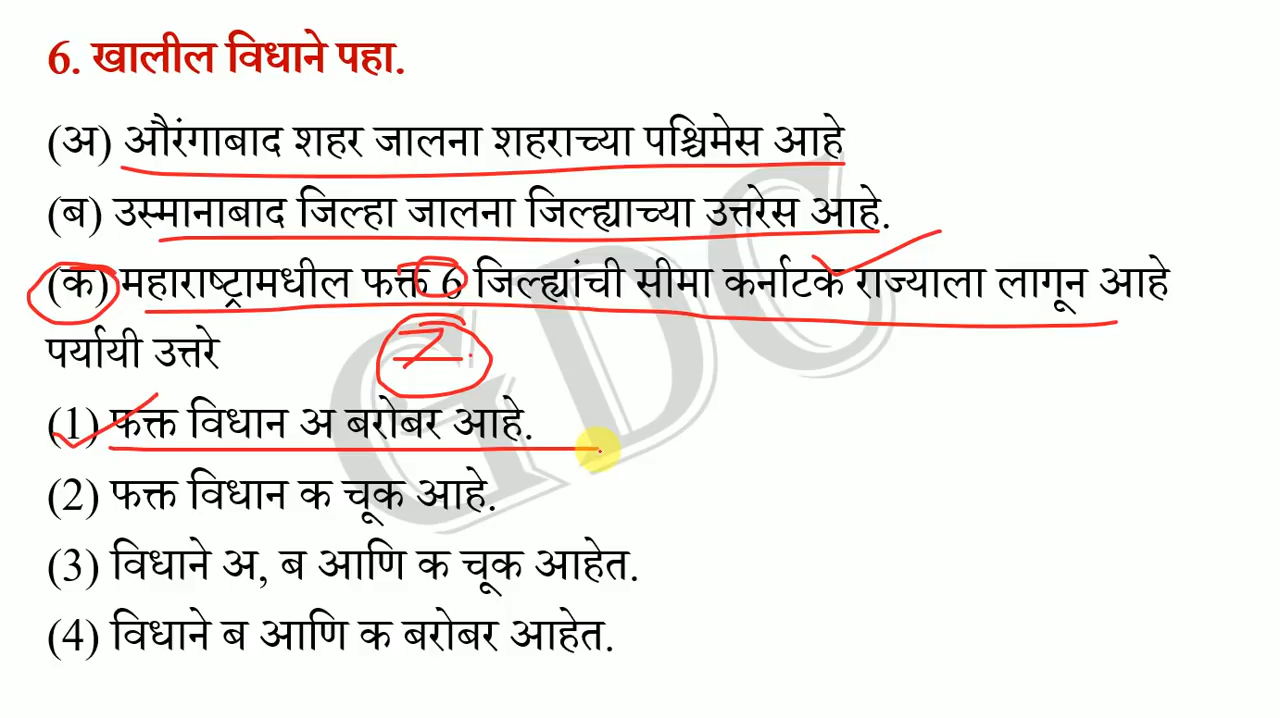 6. खालील विधाने पहा.
(अ) औरंगाबाद शहर जालना शहराच्या पश्चिमेस आहे
(ब) उस्मानाबाद जिल्हा जालना जिल्ह्याच्या उत्तरेस आहे.
(क) महाराष्ट्रामधील फक्त 6 जिल्ह्यांची सीमा कर्नाटक राज्याला लागून आहे
पर्यायी उत्तरे
7
(1) फक्त विधान अ बरोबर आहे.
(2) फक्त विधान क चूक आहे.
(3) विधाने अ, ब आणि क चूक आहेत.
(4) विधाने ब आणि क बरोबर आहेत.
GDC